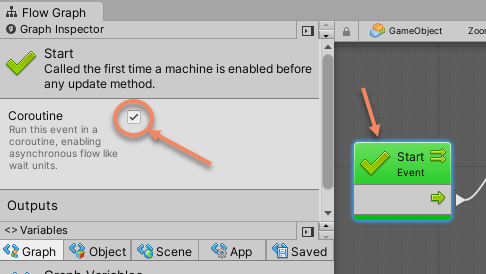 Flow Graph
Graph Inspector
Start
Called the first time a machine is enabled before
any update method.
Coroutine
Run this event in a
coroutine, enabling
asynchronous flow like
wait units.
Outputs
<> Variables
Graph
Object
Scene
App
Saved
GameObject
Zoom
Start
Event